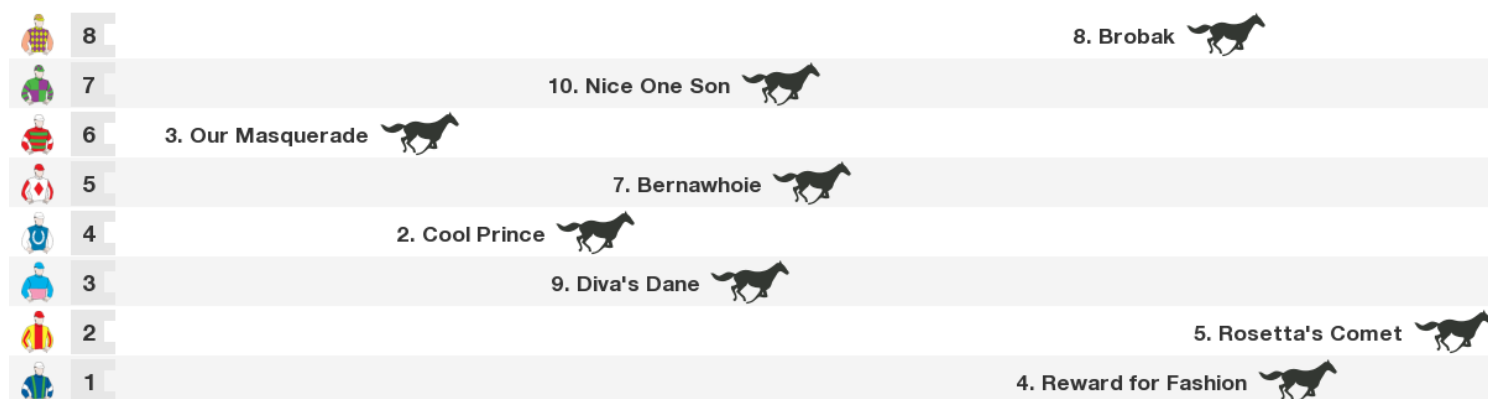 8 8. Brobak
7 10. Nice One Son
6 3. Our Masquerade
5 7. Bernawhoie
4 2. Cool Prince
3 9. Diva's Dane
2 5. Rosetta's Comet
1 4. Reward for Fashion